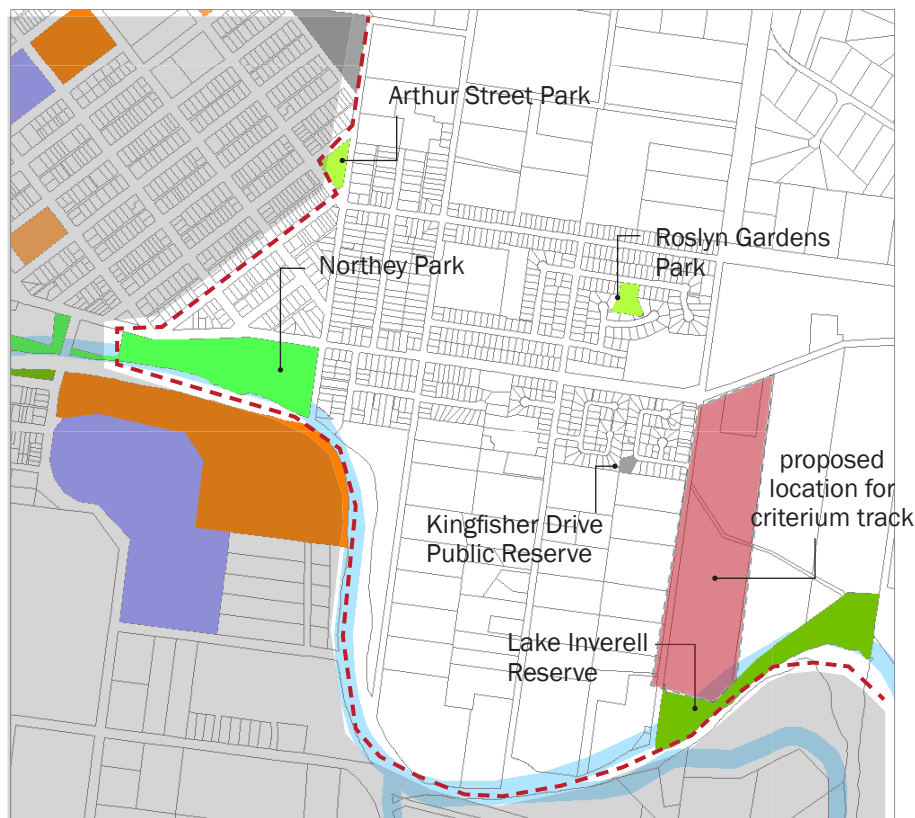 Arthur Street Park
Roslyn Gardens
Park
Northey Park
proposed
location for
criterium track
Kingfisher Drive
Public Reserve
Lake Inverell
Reserve